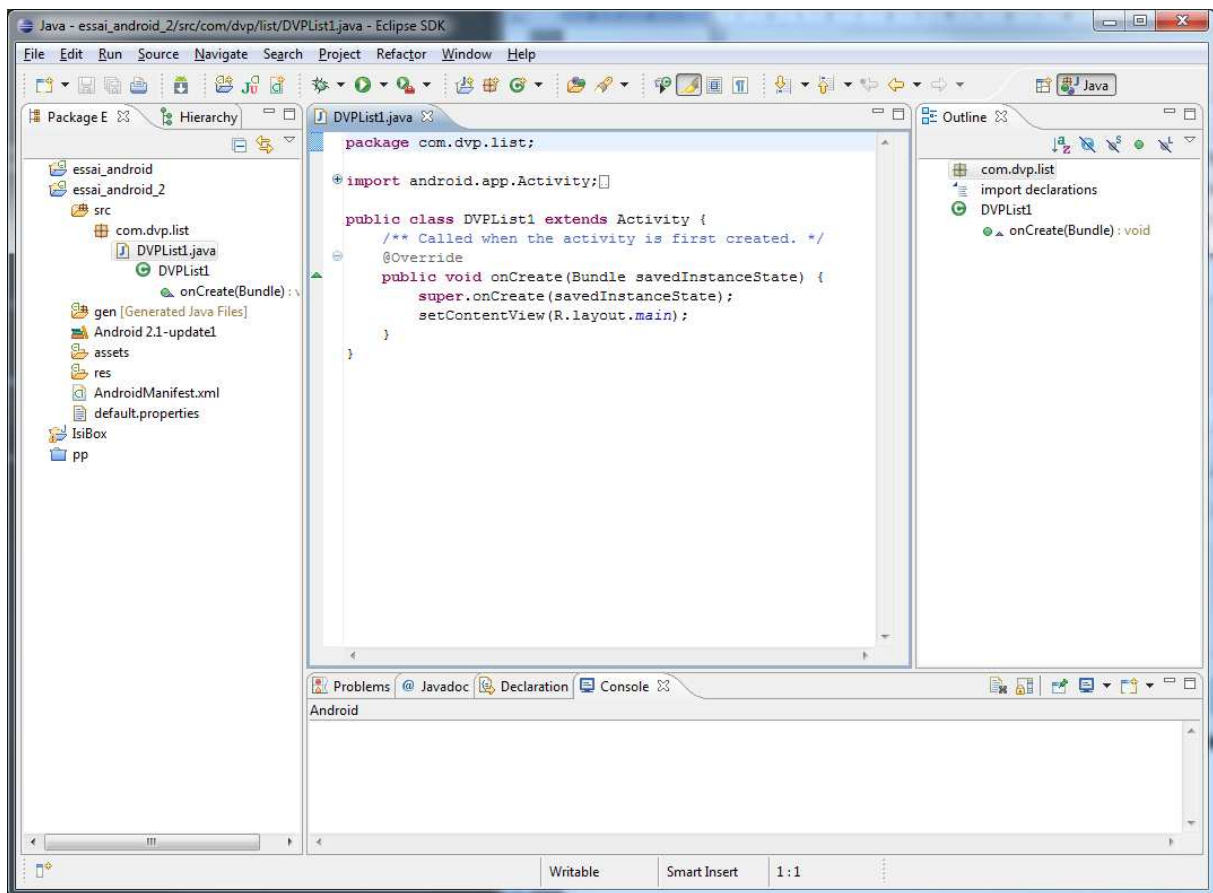 Java - essai_android_2/src/com/dvp/list/DVPList1.java - Eclipse SDK
File Edit Run Source Navigate Search Project Refactor Window Help
Java
Package E
Hierarchy
essai_android
essai_android_2
src
com.dvp.list
DVPList1.java
DVPList1
onCreate(Bundle) : v
gen [Generated Java Files]
Android 2.1-update1
assets
res
AndroidManifest.xml
default.properties
IsiBox
pp
DVPList1.java
package com.dvp.list;
import android.app.Activity;
public class DVPList1 extends Activity {
/** Called when the activity is first created. */
@Override
public void onCreate(Bundle savedInstanceState) {
super.onCreate(savedInstanceState);
setContentView(R.layout.main);
}
}
Outline
com.dvp.list
import declarations
DVPList1
onCreate(Bundle) : void
Problems @ Javadoc Declaration Console
Android
Writable Smart Insert 1 : 1